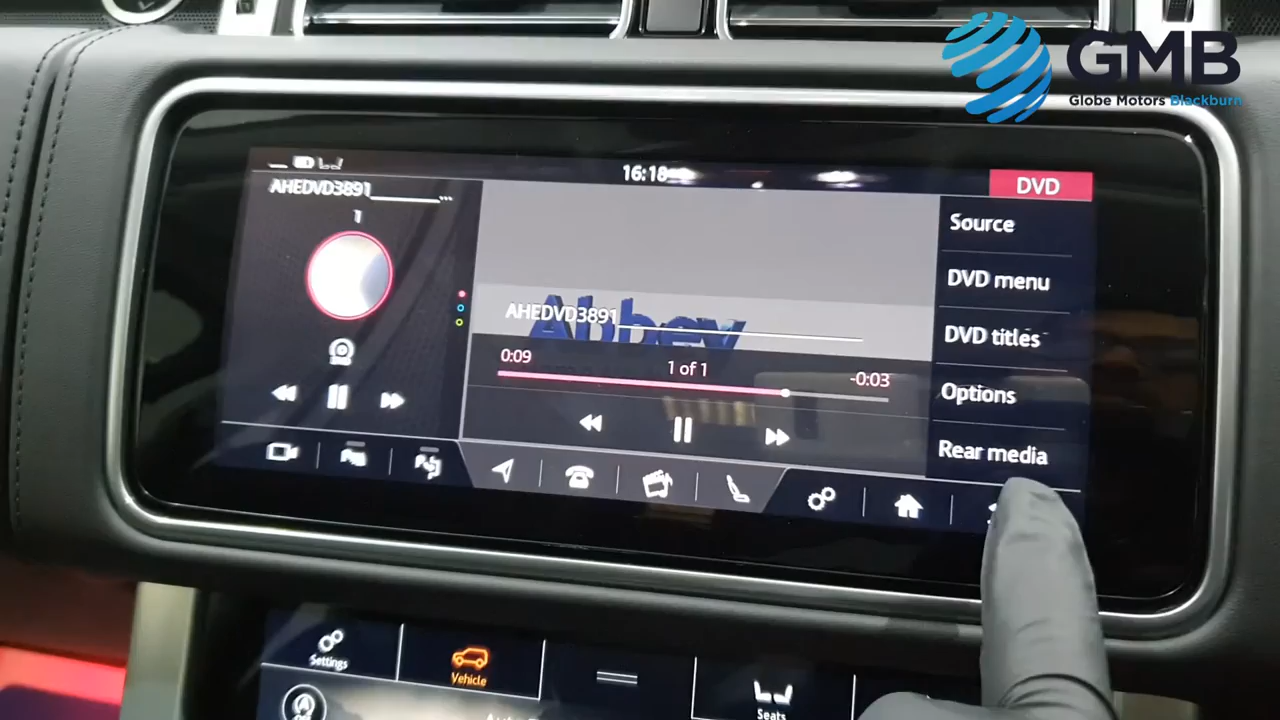 GMB
Globe Motors Blackburn
16:18
DVD
AHEDVD3891
1
Source
DVD menu
DVD titles
Options
Rear media
Abbey
AHEDVD3891
0:09
1 of 1
-0:03
Settings
Vehicle
Seats